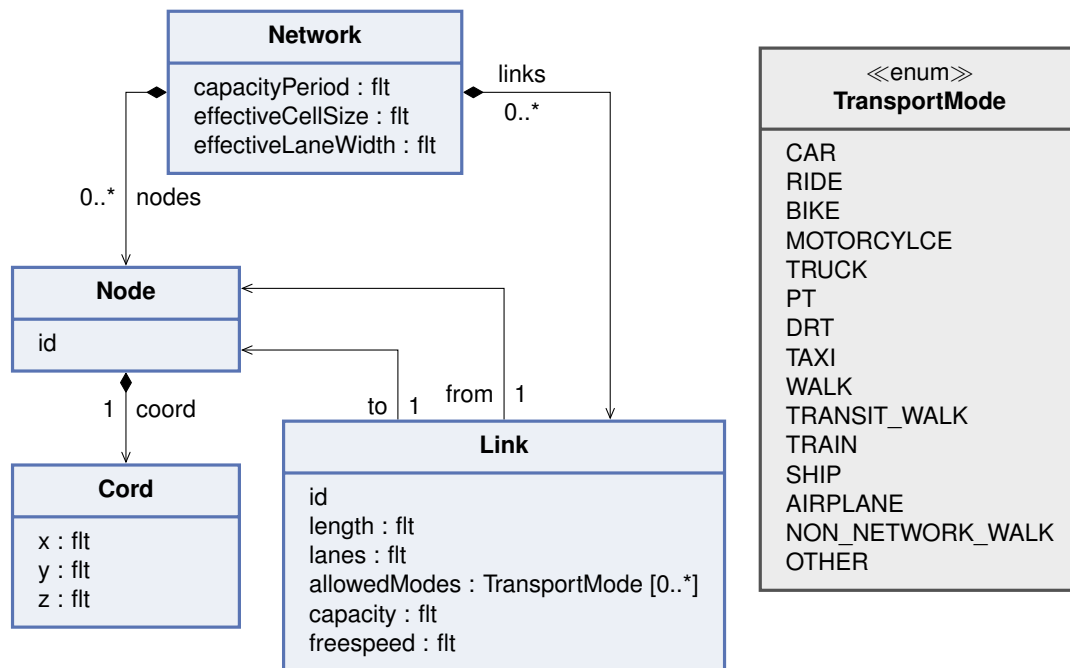 Network
capacityPeriod : flt
effectiveCellSize : flt
effectiveLaneWidth : flt
links
0..*
0..* nodes
Node
id
1 coord
to 1
from 1
Cord
x : flt
y : flt
z : flt
Link
id
length : flt
lanes : flt
allowedModes : TransportMode [0..*]
capacity : flt
freespeed : flt
≪enum≫
TransportMode
CAR
RIDE
BIKE
MOTORCYLCE
TRUCK
PT
DRT
TAXI
WALK
TRANSIT_WALK
TRAIN
SHIP
AIRPLANE
NON_NETWORK_WALK
OTHER